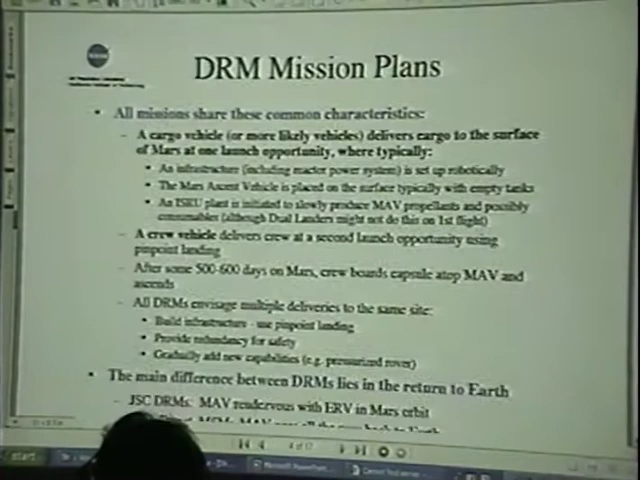 DRM Mission Plans
• All missions share these common characteristics:
– A cargo vehicle (or more likely vehicles) delivers cargo to the surface
of Mars at one launch opportunity, where typically:
• An infrastructure (including reactor power system) is set up robotically
• The Mars Ascent Vehicle is placed on the surface typically with empty tanks
• An ISRU plant is initiated to slowly produce MAV propellants and possibly
consumables (although Dual Landers might not do this on 1st flight)
– A crew vehicle delivers crew at a second launch opportunity using
pinpoint landing
– After some 500-600 days on Mars, crew boards capsule atop MAV and
ascends
– All DRMs envisage multiple deliveries to the same site:
• Build infrastructure - use pinpoint landing
• Provide redundancy for safety
• Gradually add new capabilities (e.g. pressurized rover)
• The main difference between DRMs lies in the return to Earth
– JSC DRMs: MAV rendezvous with ERV in Mars orbit
start
Microsoft PowerPoint